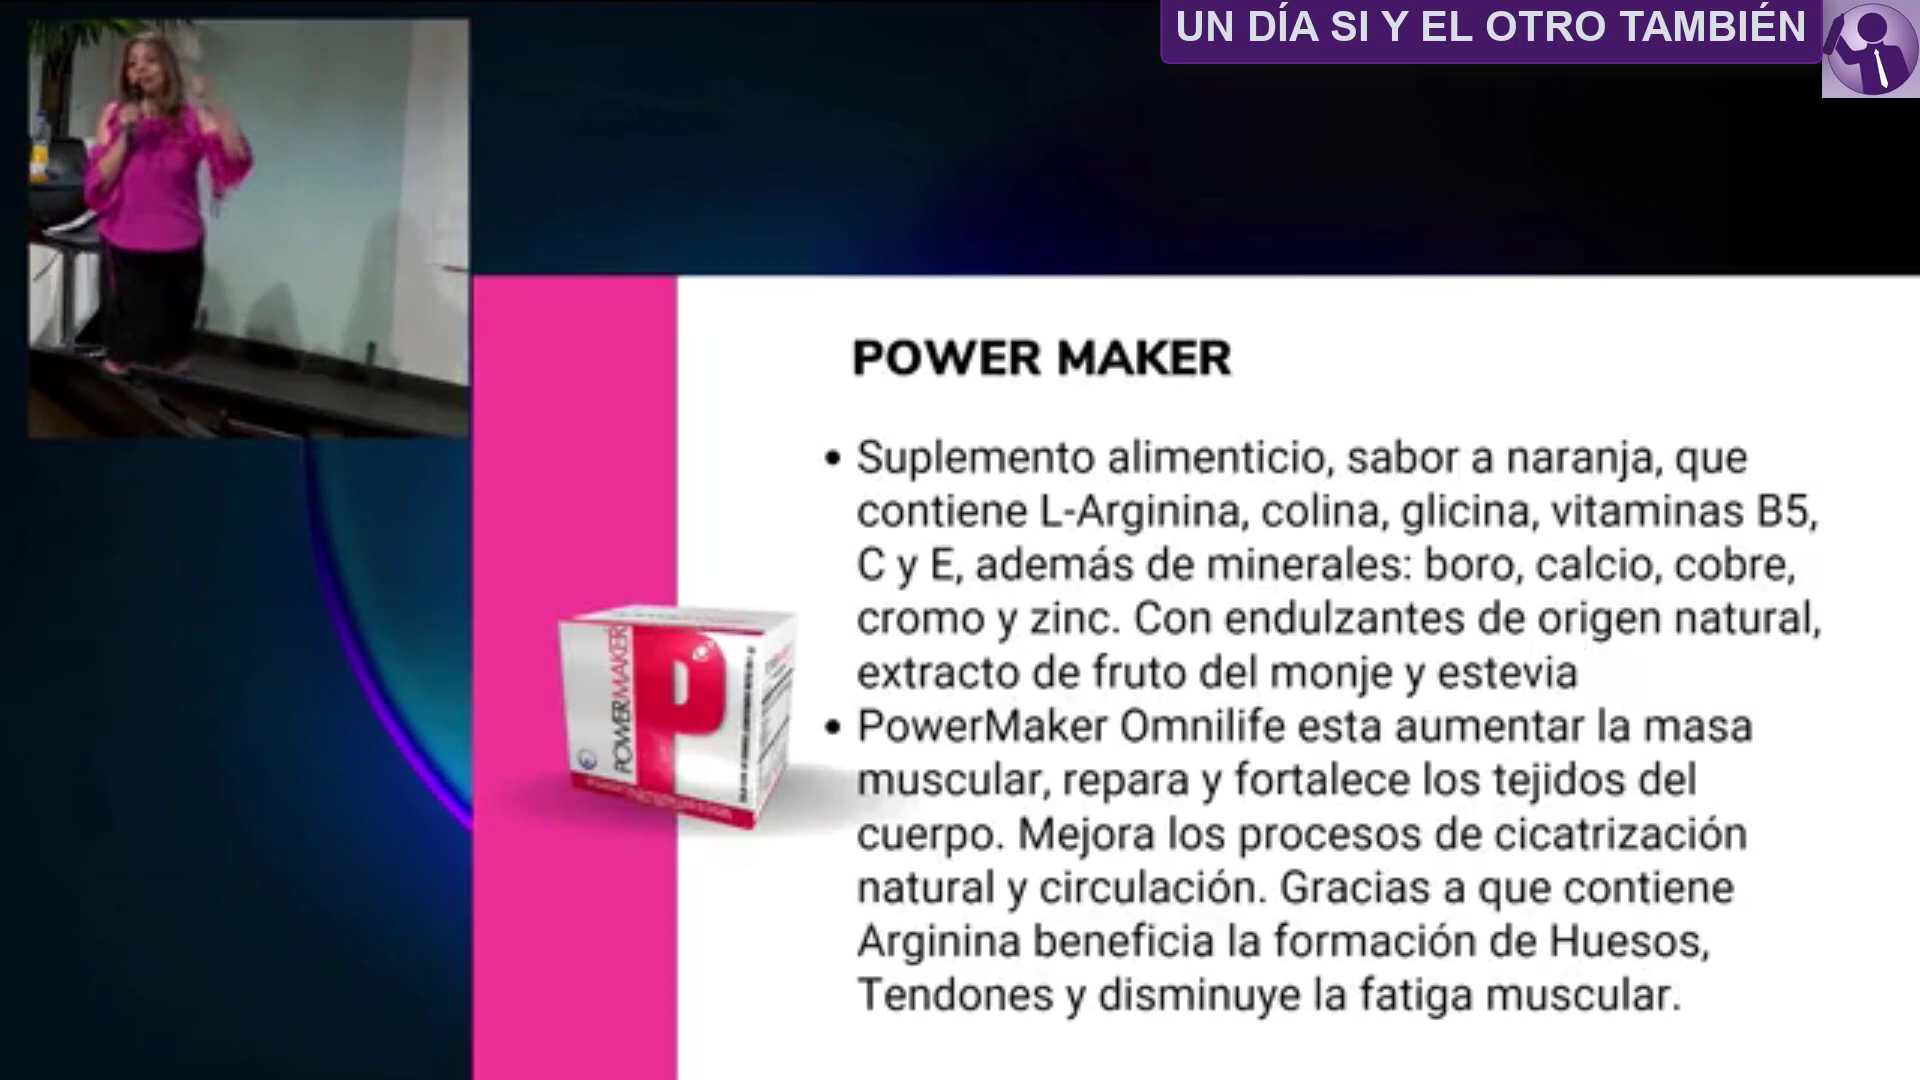 UN DÍA SI Y EL OTRO TAMBIÉN
POWER MAKER
• Suplemento alimenticio, sabor a naranja, que
contiene L-Arginina, colina, glicina, vitaminas B5,
C y E, además de minerales: boro, calcio, cobre,
cromo y zinc. Con endulzantes de origen natural,
extracto de fruto del monje y estevia
• PowerMaker Omnilife esta aumentar la masa
muscular, repara y fortalece los tejidos del
cuerpo. Mejora los procesos de cicatrización
natural y circulación. Gracias a que contiene
Arginina beneficia la formación de Huesos,
Tendones y disminuye la fatiga muscular.
POWERMAKER
P